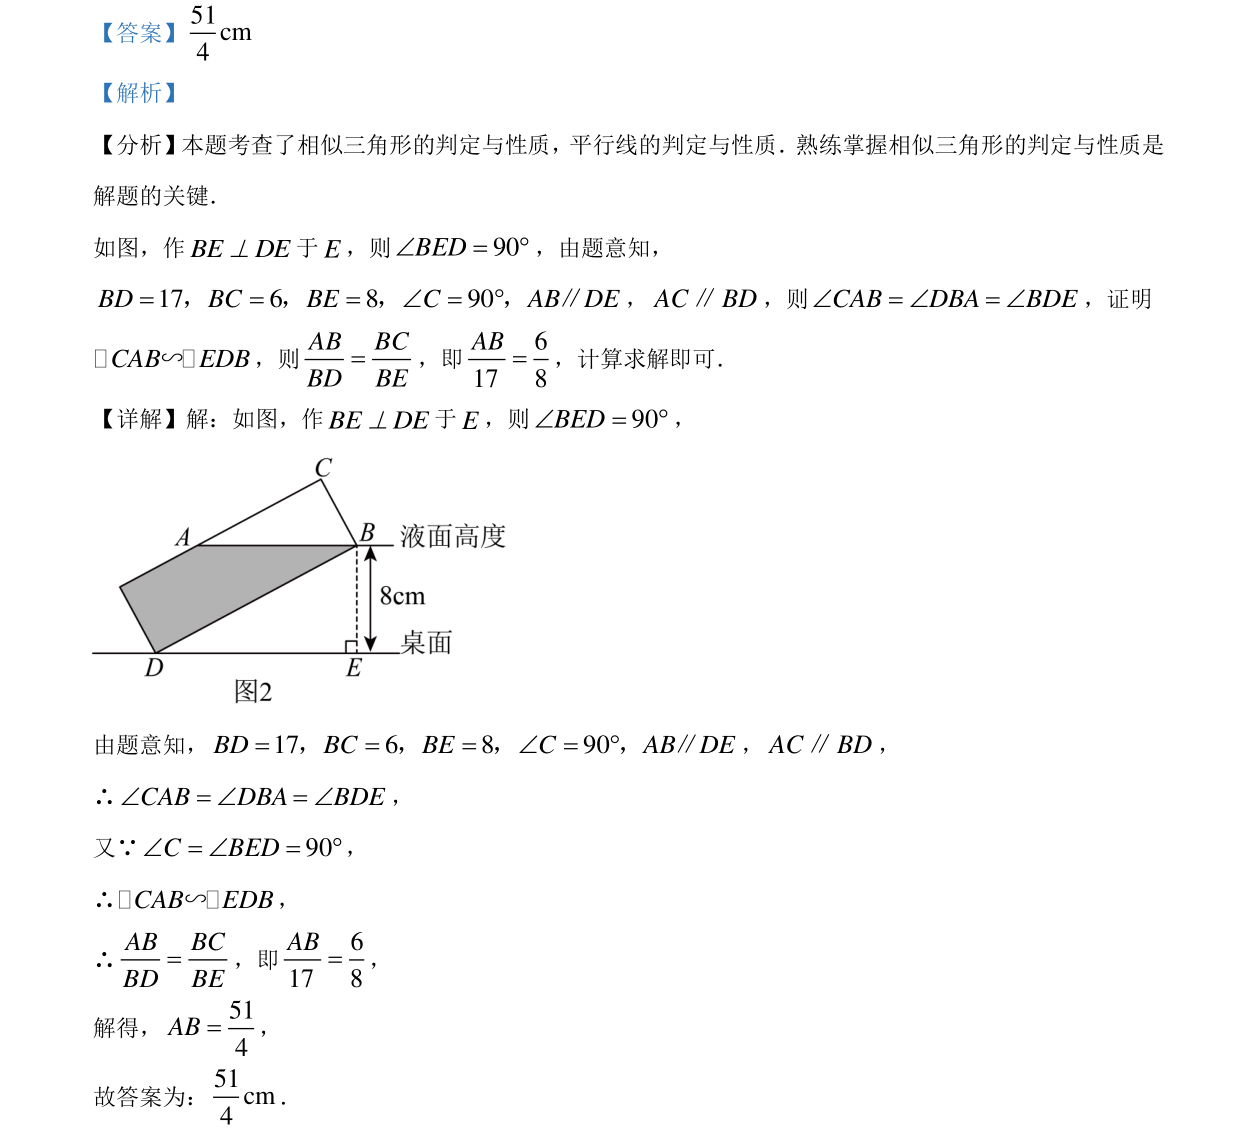 【答案】51/4 cm
【解析】
【分析】本题考查了相似三角形的判定与性质，平行线的判定与性质．熟练掌握相似三角形的判定与性质是
解题的关键．
如图，作 BE⊥DE 于 E，则 ∠BED=90°，由题意知，
BD=17，BC=6，BE=8，∠C=90°，AB∥DE，AC∥BD，则 ∠CAB=∠DBA=∠BDE，证明
□CAB∽□EDB，则 AB/BD = BC/BE，即 AB/17 = 6/8，计算求解即可．
【详解】解：如图，作 BE⊥DE 于 E，则 ∠BED=90°，
C
A
B 液面高度
8cm
桌面
D E
图2
由题意知，BD=17，BC=6，BE=8，∠C=90°，AB∥DE，AC∥BD，
∴∠CAB=∠DBA=∠BDE，
又∵∠C=∠BED=90°，
∴□CAB∽□EDB，
∴AB/BD = BC/BE，即 AB/17 = 6/8，
解得，AB=51/4，
故答案为：51/4 cm．